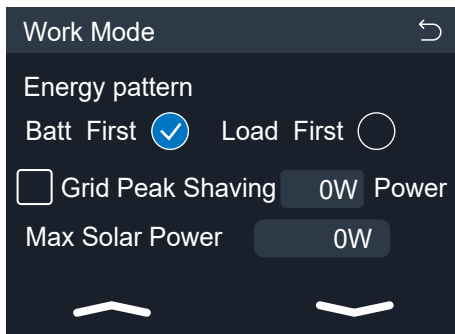 Work Mode
Energy pattern
Batt First Load First
Grid Peak Shaving 0W Power
Max Solar Power 0W